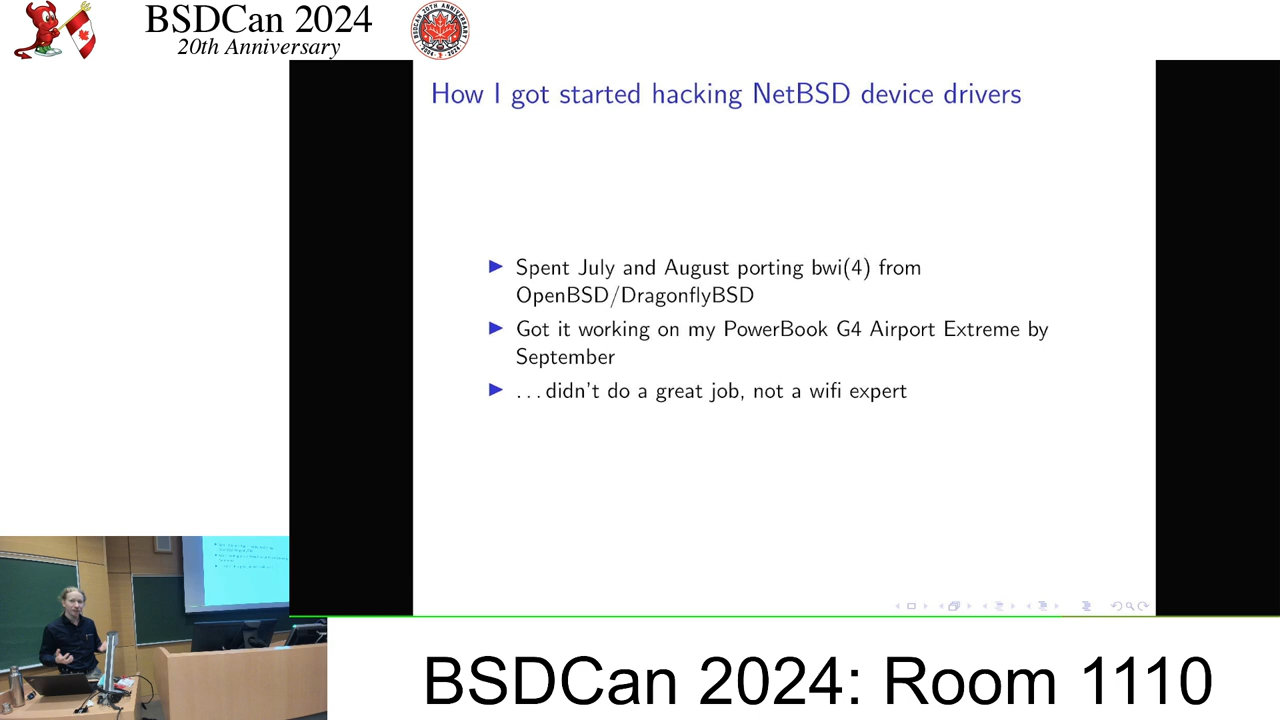 BSDCan 2024
20th Anniversary
How I got started hacking NetBSD device drivers
▶ Spent July and August porting bwi(4) from
OpenBSD/DragonflyBSD
▶ Got it working on my PowerBook G4 Airport Extreme by
September
▶ ...didn't do a great job, not a wifi expert
BSDCan 2024: Room 1110